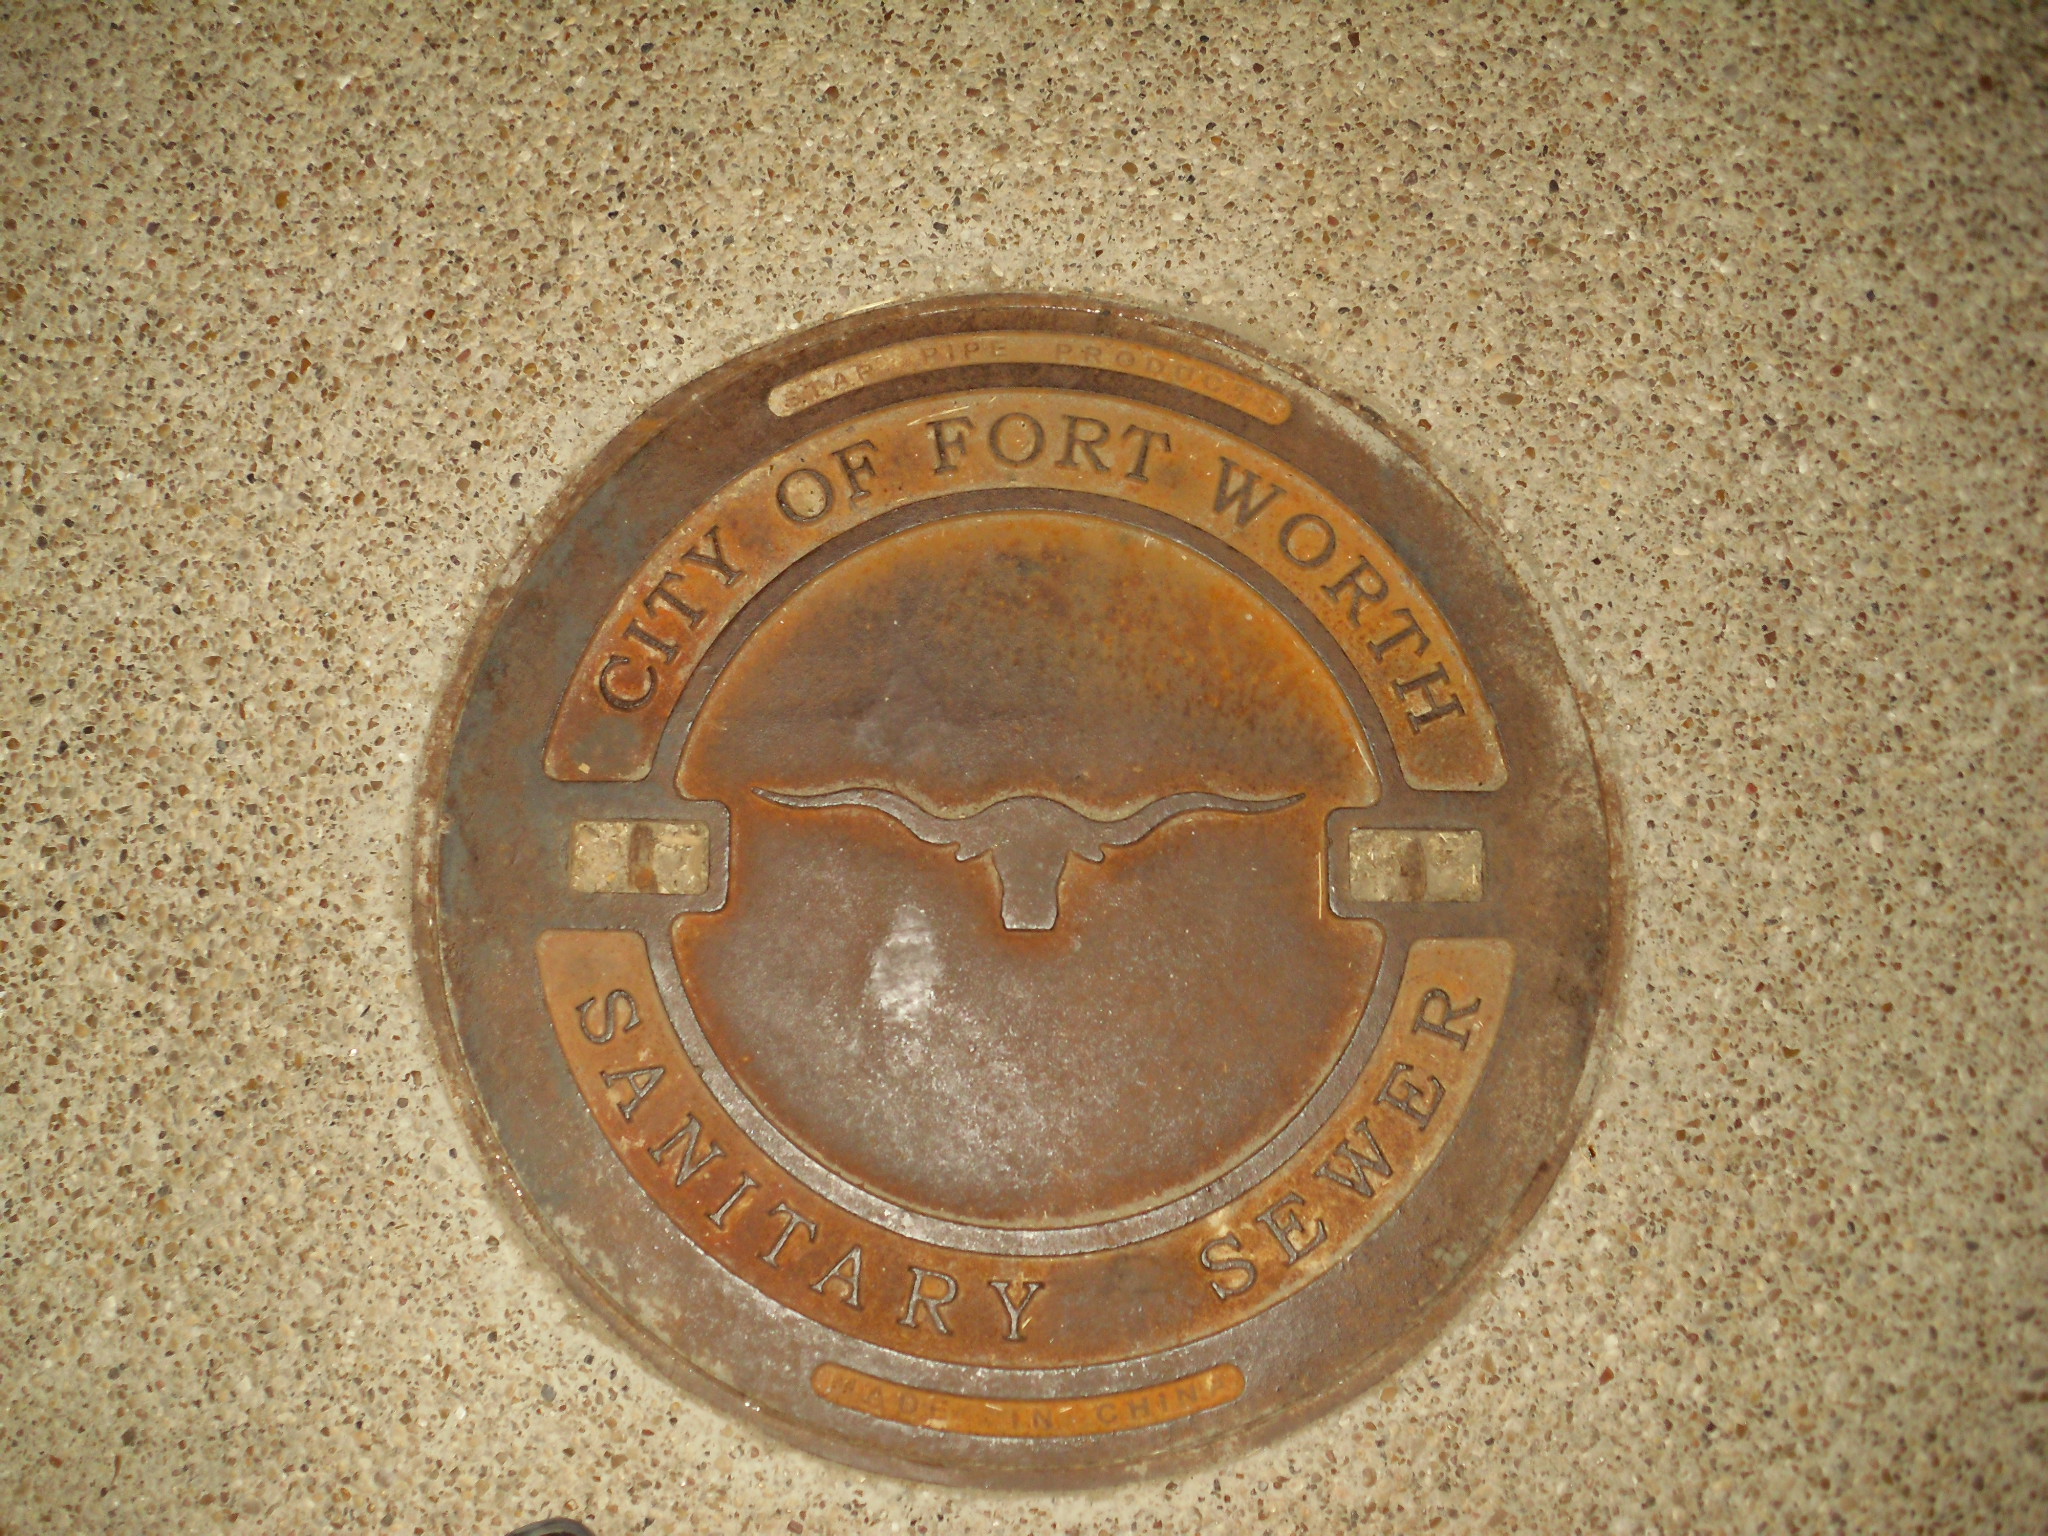 STAR PIPE PRODUCTS
CITY OF FORT WORTH
SANITARY SEWER
MADE IN CHINA